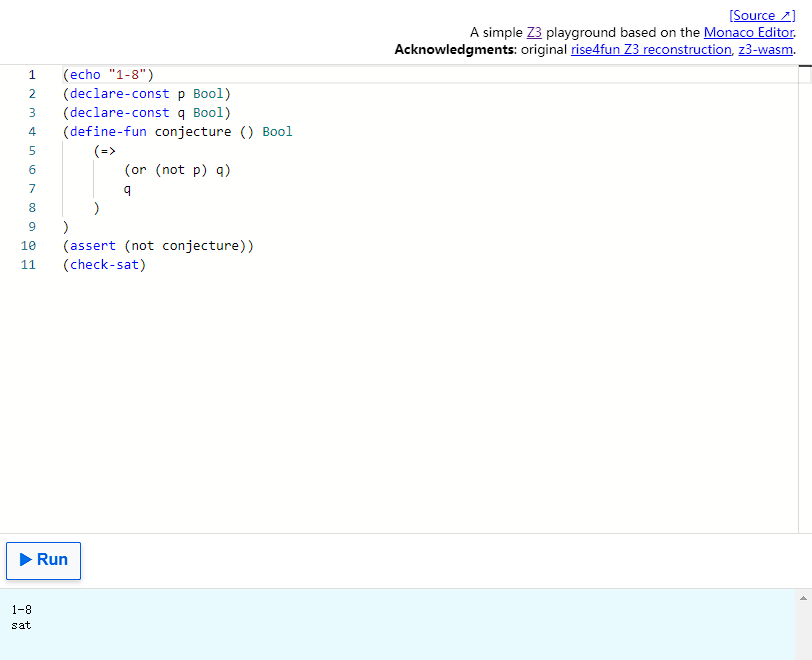 [Source ↗]
A simple Z3 playground based on the Monaco Editor.
Acknowledgments: original rise4fun Z3 reconstruction, z3-wasm.
1 (echo "1-8")
2 (declare-const p Bool)
3 (declare-const q Bool)
4 (define-fun conjecture () Bool
5     (=>
6         (or (not p) q)
7         q
8     )
9 )
10 (assert (not conjecture))
11 (check-sat)
▶ Run
1-8
sat